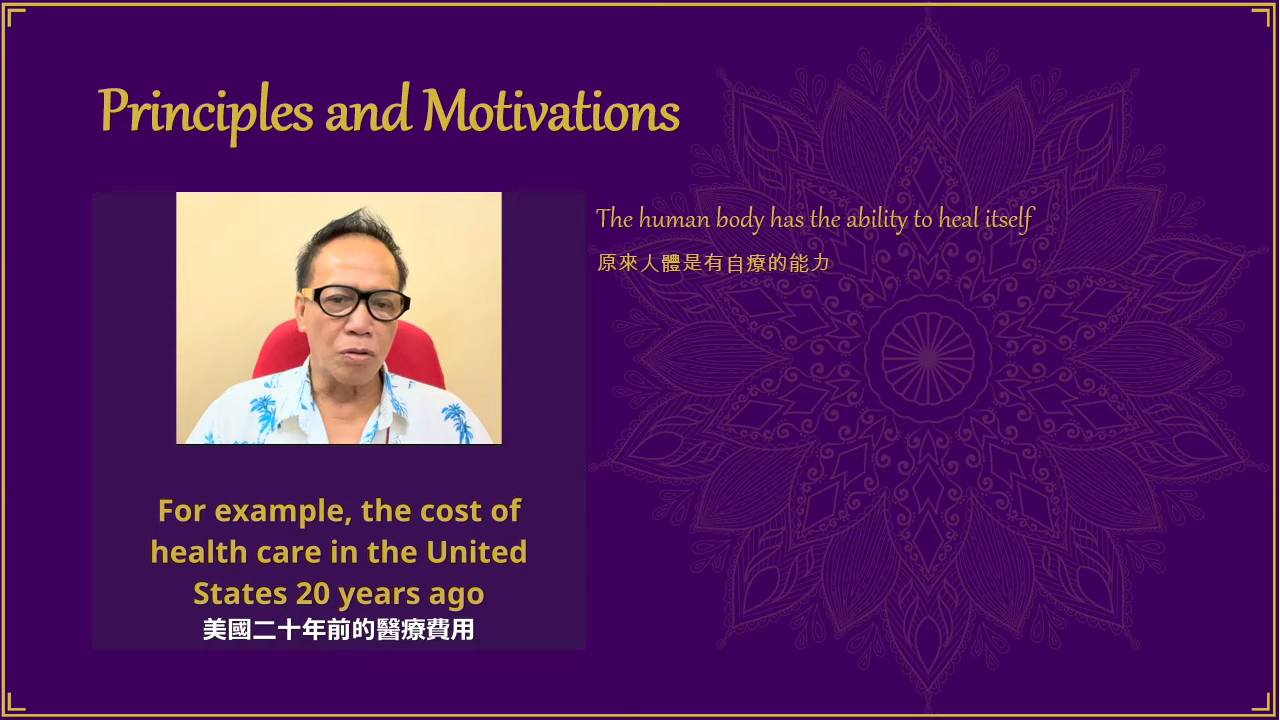 Principles and Motivations
The human body has the ability to heal itself
原來人體是有自療的能力
For example, the cost of
health care in the United
States 20 years ago
美國二十年前的醫療費用